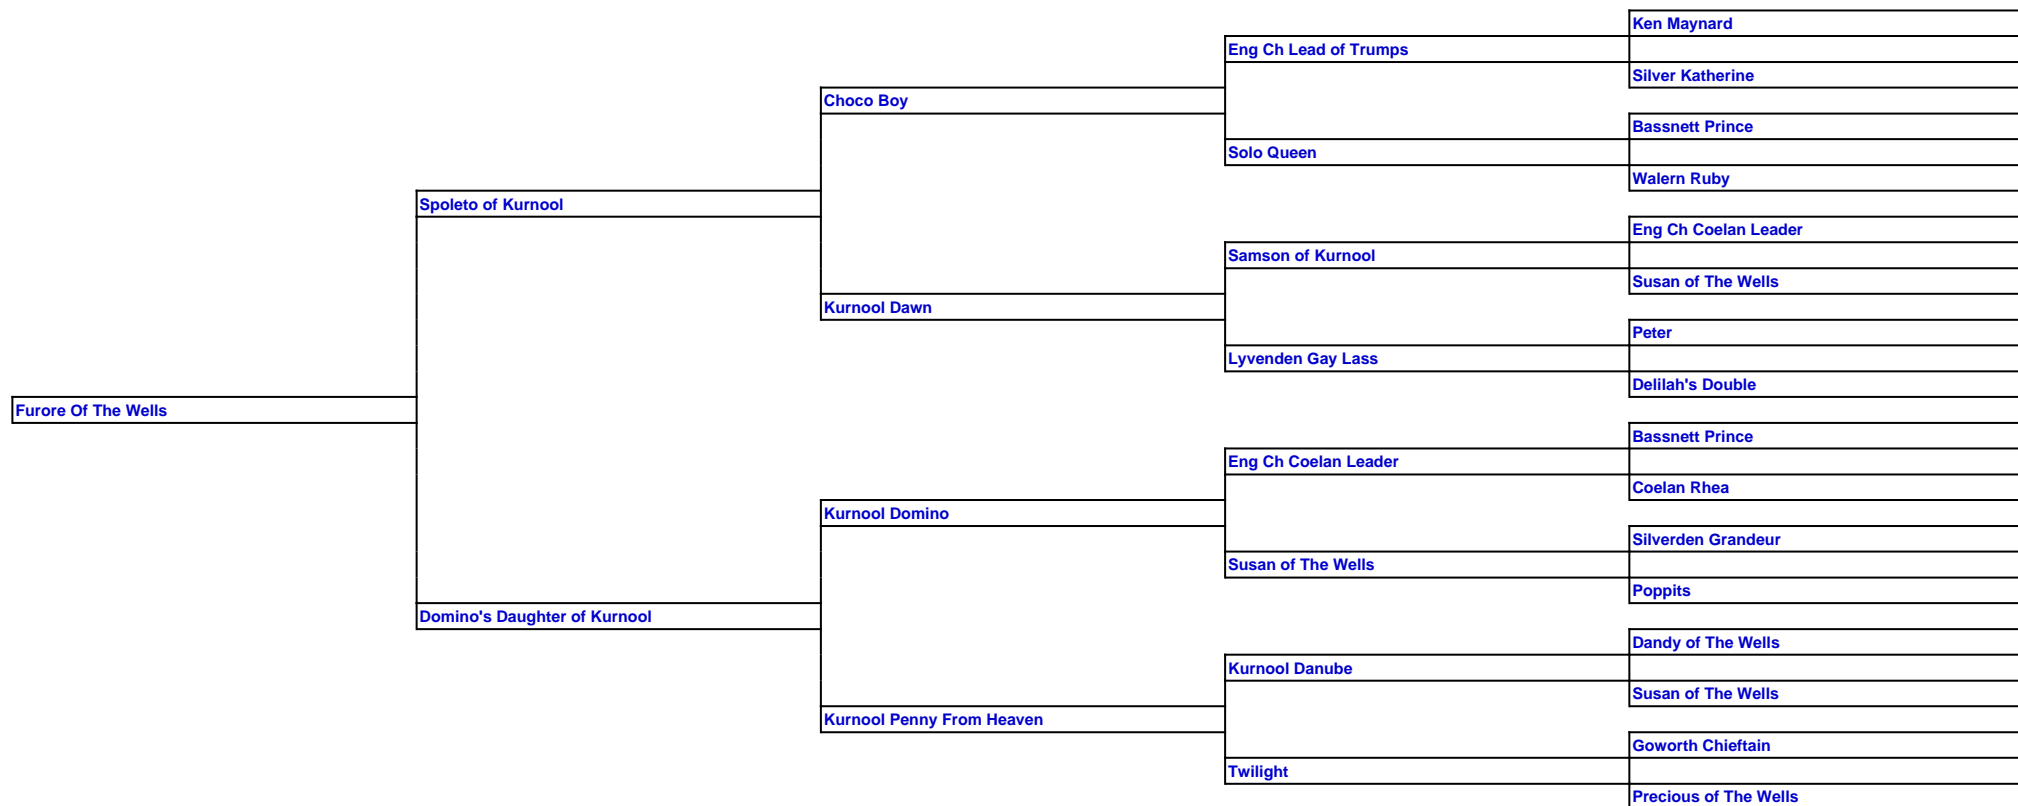 Ken Maynard
Eng Ch Lead of Trumps
Silver Katherine
Choco Boy
Bassnett Prince
Solo Queen
Walern Ruby
Spoleto of Kurnool
Eng Ch Coelan Leader
Samson of Kurnool
Susan of The Wells
Kurnool Dawn
Peter
Lyvenden Gay Lass
Delilah's Double
Furore Of The Wells
Bassnett Prince
Eng Ch Coelan Leader
Coelan Rhea
Kurnool Domino
Silverden Grandeur
Susan of The Wells
Poppits
Domino's Daughter of Kurnool
Dandy of The Wells
Kurnool Danube
Susan of The Wells
Kurnool Penny From Heaven
Goworth Chieftain
Twilight
Precious of The Wells